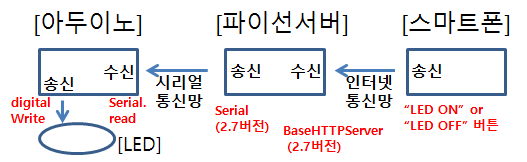 [아두이노]
[파이선서버]
[스마트폰]
송신
수신
시리얼
통신망
송신
수신
인터넷
통신망
송신
digital
Write
Serial.
read
[LED]
Serial
(2.7버전)
BaseHTTPServer
(2.7버전)
“LED ON” or
“LED OFF” 버튼